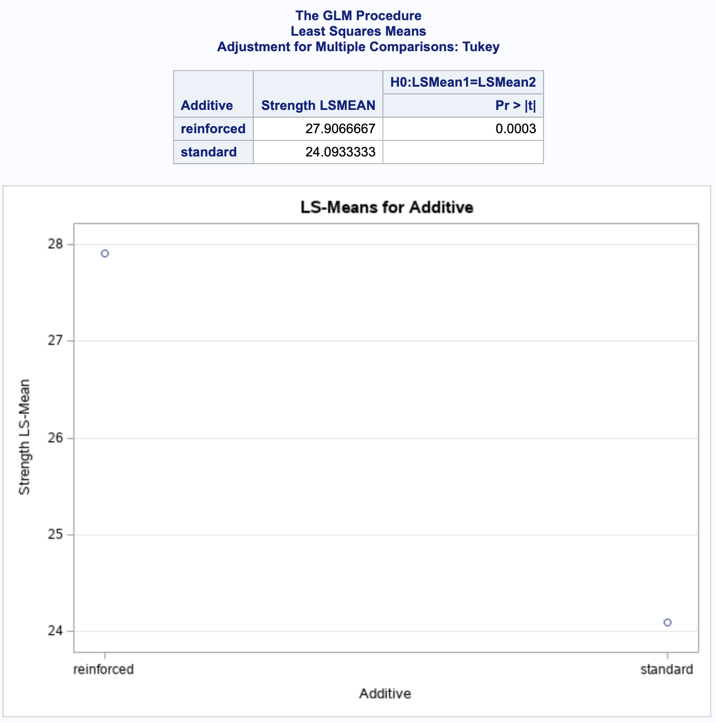 The GLM Procedure
Least Squares Means
Adjustment for Multiple Comparisons: Tukey
H0:LSMean1=LSMean2
Additive Strength LSMEAN Pr > |t|
reinforced 27.9066667 0.0003
standard 24.0933333
LS-Means for Additive
28
27
26
25
24
Strength LS-Mean
reinforced standard
Additive